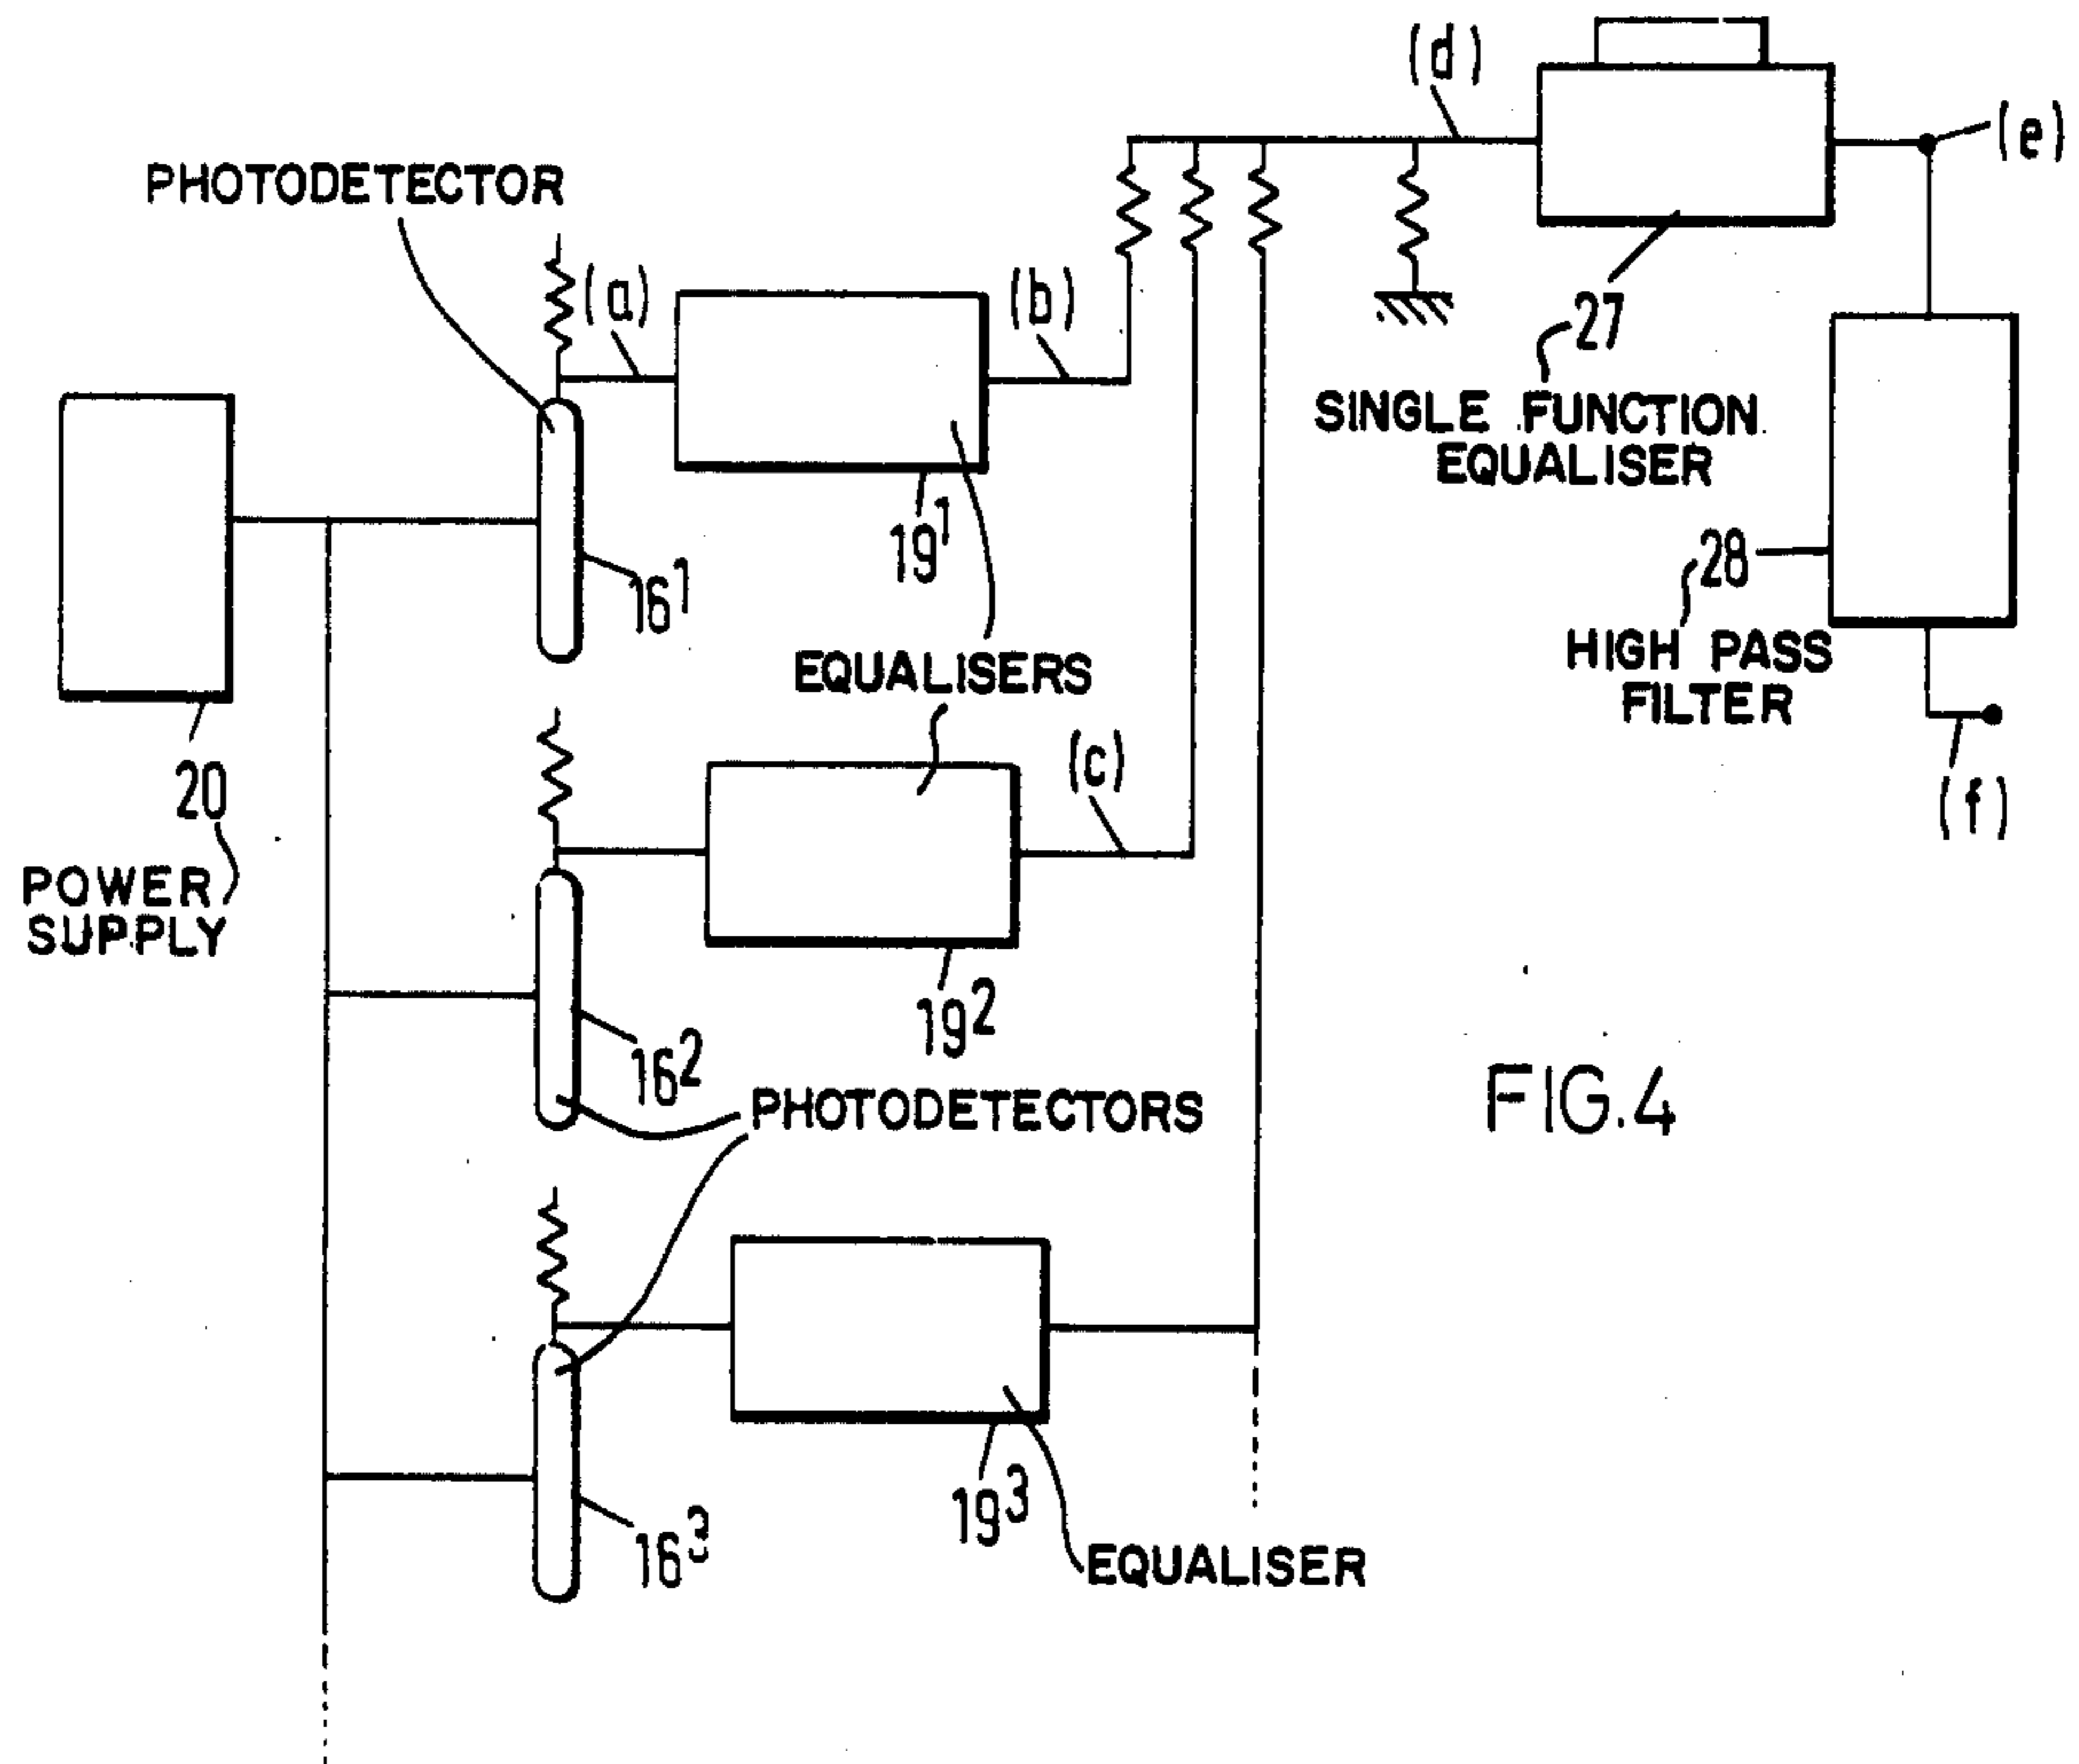 (d)
(e)
PHOTODETECTOR
(a)
(b)
27
SINGLE FUNCTION
EQUALISER
19¹
28
16¹
HIGH PASS
FILTER
EQUALISERS
(c)
20
(f)
POWER
SUPPLY
19²
16²
PHOTODETECTORS
FIG.4
19³
16³
EQUALISER